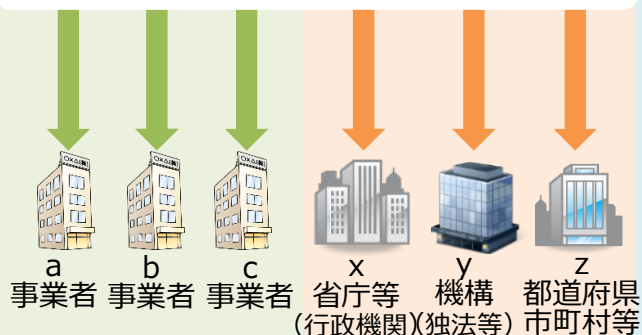 a b c x y z
事業者 事業者 事業者 省庁等 機構 都道府県
(行政機関) (独法等) 市町村等